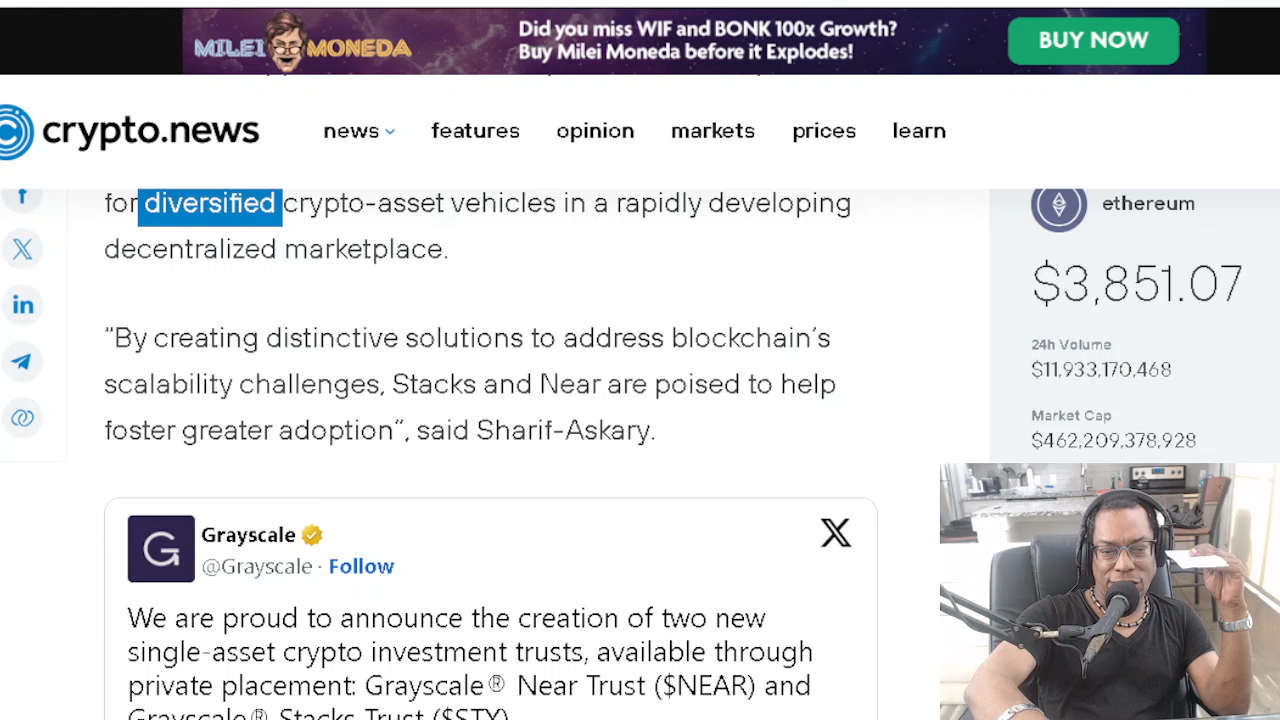 MILEI MONEDA
Did you miss WIF and BONK 100x Growth?
Buy Milei Moneda before it Explodes!
BUY NOW
crypto.news
news
features
opinion
markets
prices
learn
for diversified crypto-asset vehicles in a rapidly developing
decentralized marketplace.
"By creating distinctive solutions to address blockchain's
scalability challenges, Stacks and Near are poised to help
foster greater adoption", said Sharif-Askary.
Grayscale
@Grayscale · Follow
We are proud to announce the creation of two new
single-asset crypto investment trusts, available through
private placement: Grayscale® Near Trust ($NEAR) and
Grayscale® Stacks Trust ($STX)
ethereum
$3,851.07
24h Volume
$11,933,170,468
Market Cap
$462,209,378,928